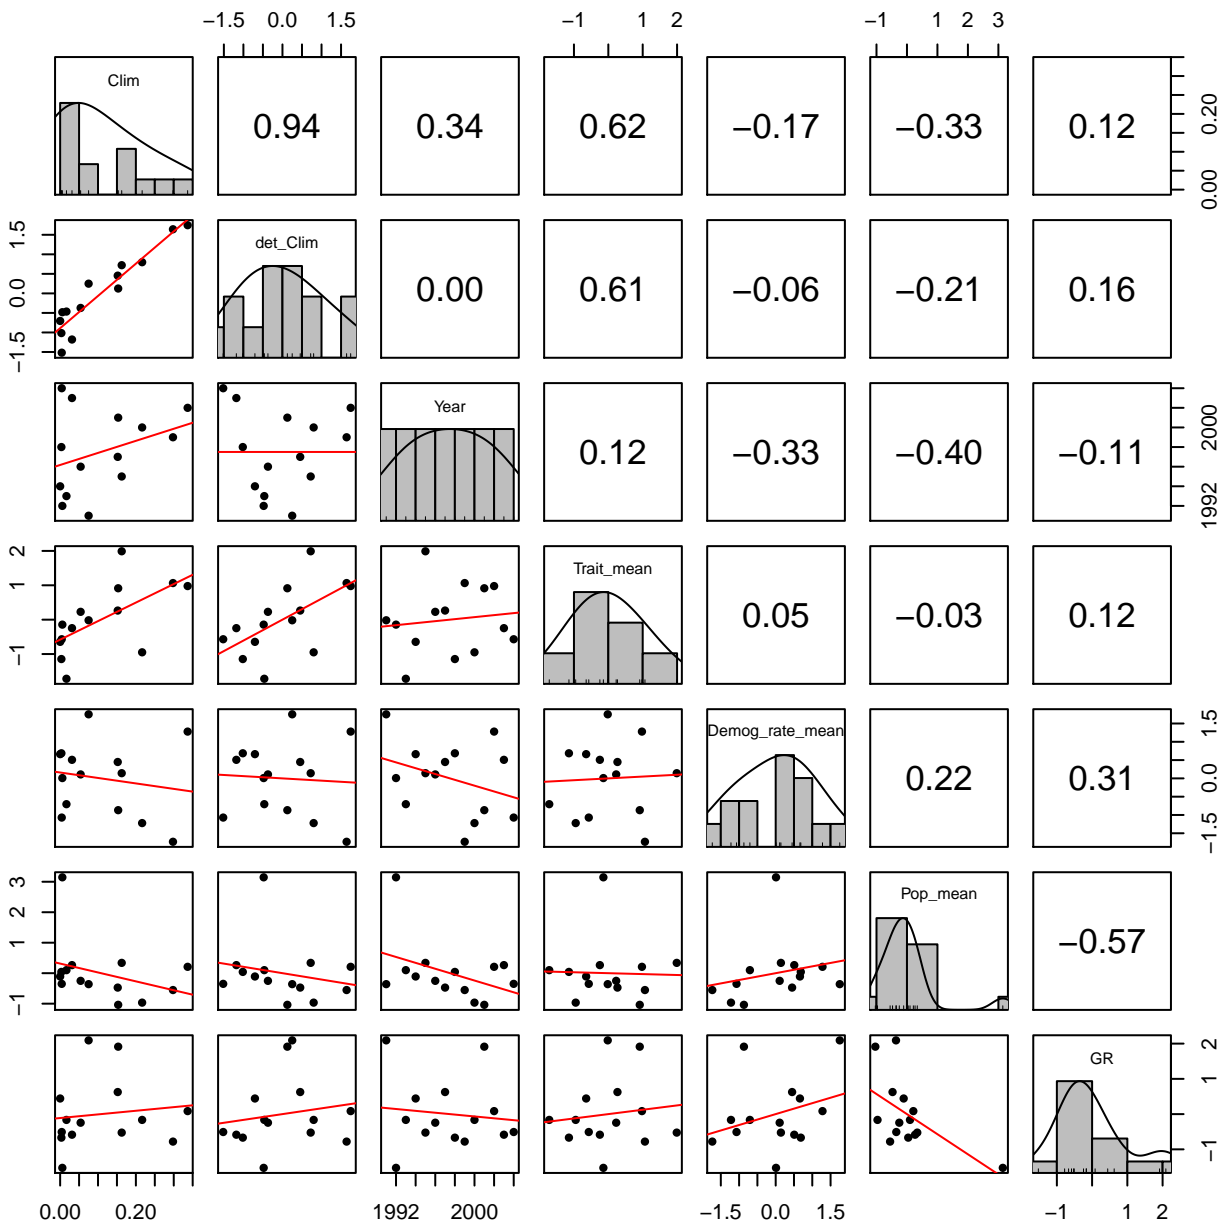 −1.5 0.0 1.5 −1 1 2 −1 1 2 3
Clim 0.94 0.34 0.62 −0.17 −0.33 0.12 0.00 0.20
−1.5 0.0 1.5 det_Clim 0.00 0.61 −0.06 −0.21 0.16
Year 0.12 −0.33 −0.40 −0.11 1992 2000
−1 1 2 Trait_mean 0.05 −0.03 0.12
Demog_rate_mean 0.22 0.31 −1.5 0.0 1.5
−1 1 2 3 Pop_mean −0.57
GR −1 1 2
0.00 0.20 1992 2000 −1.5 0.0 1.5 −1 1 2